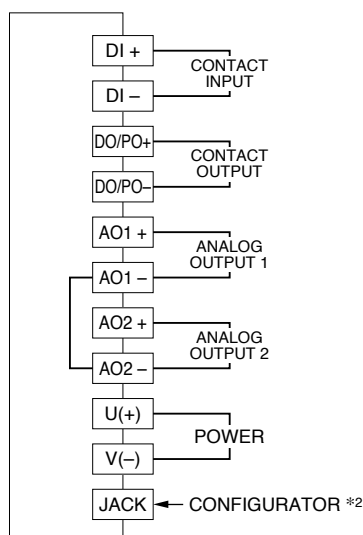 DI +
CONTACT
INPUT
DI –
DO/PO+
CONTACT
OUTPUT
DO/PO–
AO1 +
ANALOG
OUTPUT 1
AO1 –
AO2 +
ANALOG
OUTPUT 2
AO2 –
U(+)
POWER
V(–)
JACK CONFIGURATOR *2